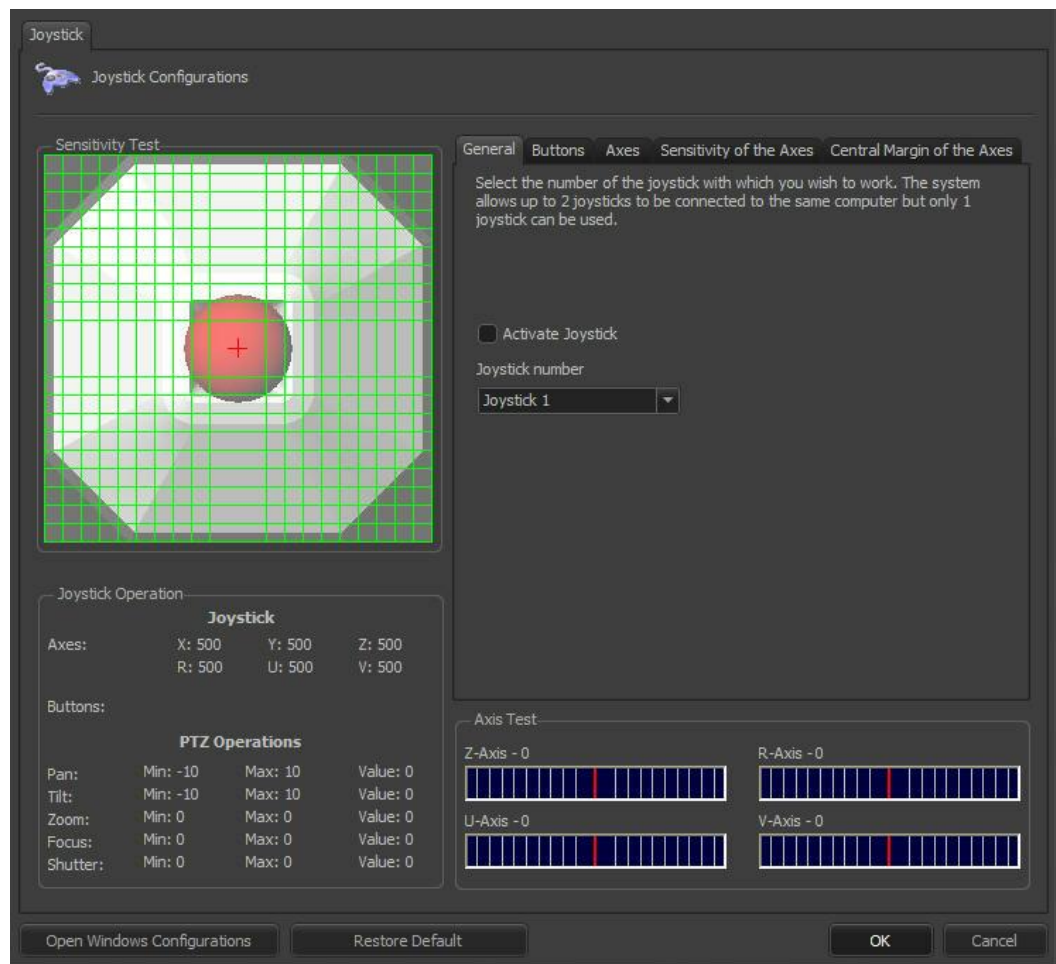 Joystick
Joystick Configurations
Sensitivity Test
General Buttons Axes Sensitivity of the Axes Central Margin of the Axes
Select the number of the joystick with which you wish to work. The system
allows up to 2 joysticks to be connected to the same computer but only 1
joystick can be used.
Activate Joystick
Joystick number
Joystick 1
Joystick Operation
Joystick
Axes: X: 500 Y: 500 Z: 500
R: 500 U: 500 V: 500
Buttons:
PTZ Operations
Pan: Min: -10 Max: 10 Value: 0
Tilt: Min: -10 Max: 10 Value: 0
Zoom: Min: 0 Max: 0 Value: 0
Focus: Min: 0 Max: 0 Value: 0
Shutter: Min: 0 Max: 0 Value: 0
Axis Test
Z-Axis - 0 R-Axis - 0
U-Axis - 0 V-Axis - 0
Open Windows Configurations Restore Default OK Cancel